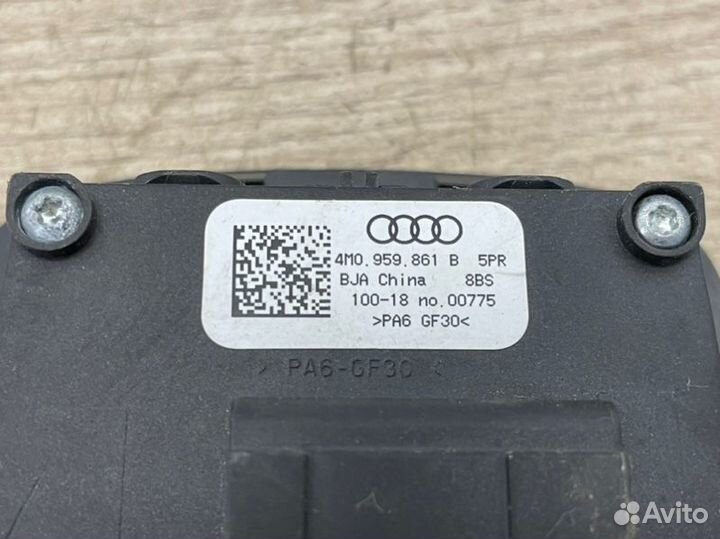 4M0.959.861 B 5PR
BJA China 8BS
100-18 no.00775
>PA6 GF30<
> PA6-GF30 <
Avito